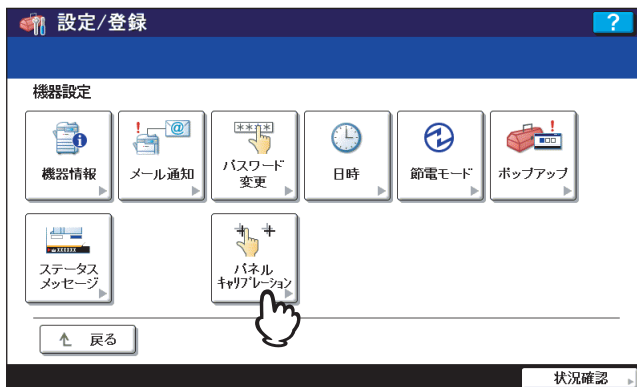 設定/登録
?
機器設定
機器情報
メール通知
****
パスワード
変更
日時
節電モード
ポップアップ
ステータス
メッセージ
パネル
キャリブレーション
戻る
状況確認